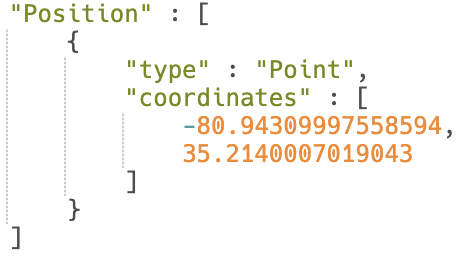 "Position" : [
{
"type" : "Point",
"coordinates" : [
-80.94309997558594,
35.2140007019043
]
}
]